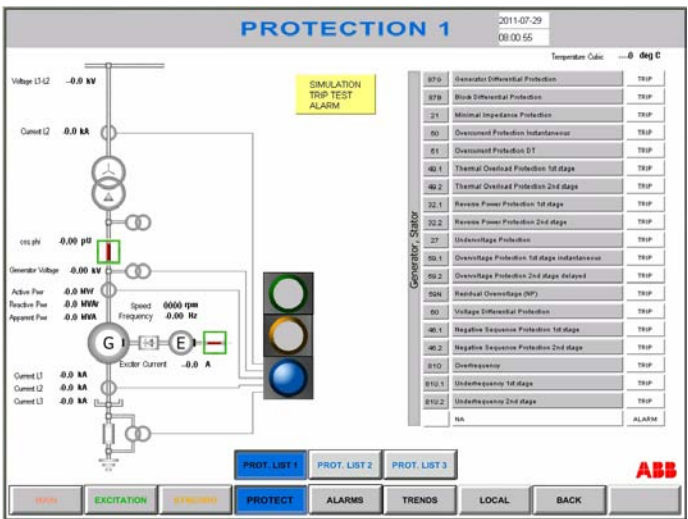 PROTECTION 1
2011-07-29
08:00:55
Temperature Cubic ---.0 deg C
Voltage L1-L2 -0.0 kV
SIMULATION
TRIP TEST
ALARM
Current L2 -0.0 kA
cos phi -0.00 pU
Generator Voltage -0.00 kV
Active Pwr -0.0 MW
Reactive Pwr -0.0 MVAr
Apparent Pwr -0.0 MVA
Speed 0000 rpm
Frequency -0.00 Hz
G
E
Exciter Current -0.0 A
Current L1 -0.0 kA
Current L2 -0.0 kA
Current L3 -0.0 kA
Generator, Stator
87G Generator Differential Protection TRIP
87B Block Differential Protection TRIP
21 Minimal Impedance Protection TRIP
50 Overcurrent Protection Instantaneous TRIP
51 Overcurrent Protection DT TRIP
49.1 Thermal Overload Protection 1st stage TRIP
49.2 Thermal Overload Protection 2nd stage TRIP
32.1 Reverse Power Protection 1st stage TRIP
32.2 Reverse Power Protection 2nd stage TRIP
27 Undervoltage Protection TRIP
59.1 Overvoltage Protection 1st stage instantaneous TRIP
59.2 Overvoltage Protection 2nd stage delayed TRIP
59N Residual Overvoltage (NP) TRIP
60 Voltage Differential Protection TRIP
46.1 Negative Sequence Protection 1st stage TRIP
46.2 Negative Sequence Protection 2nd stage TRIP
81O Overfrequency TRIP
81U.1 Underfrequency 1st stage TRIP
81U.2 Underfrequency 2nd stage TRIP
NA ALARM
PROT. LIST 1 PROT. LIST 2 PROT. LIST 3
ABB
MAIN EXCITATION SYNCHRO PROTECT ALARMS TRENDS LOCAL BACK